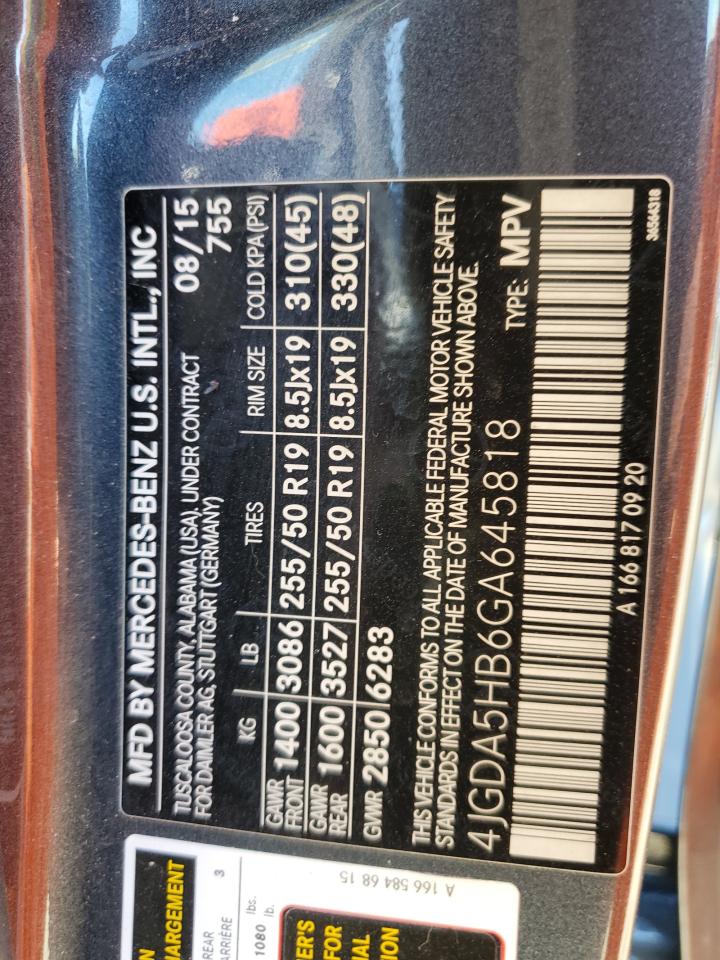 MFD BY MERCEDES-BENZ U.S. INTL., INC
TUSCALOOSA COUNTY, ALABAMA (USA), UNDER CONTRACT 08/15
FOR DAIMLER AG, STUTTGART (GERMANY) 755
KG LB TIRES RIM SIZE COLD KPA (PSI)
GAWR FRONT 1400 3086 255/50 R19 8.5Jx19 310(45)
GAWR REAR 1600 3527 255/50 R19 8.5Jx19 330(48)
GVWR 2850 6283
THIS VEHICLE CONFORMS TO ALL APPLICABLE FEDERAL MOTOR VEHICLE SAFETY
STANDARDS IN EFFECT ON THE DATE OF MANUFACTURE SHOWN ABOVE.
4JGDA5HB6GA645818 TYPE: MPV
A 166 817 09 20
36564318
ARGEMENT
REAR
ARRIÈRE 3
1080 lbs.
lb.
A 166 584 68 15
ER'S
FOR